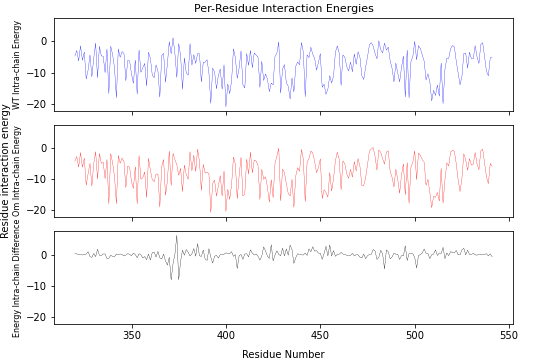 Per-Residue Interaction Energies
WT Intra-chain Energy
0
−10
−20
Residue interaction energy
Om Intra-chain Energy
0
−10
−20
Energy Intra-chain Difference
0
−10
−20
350
400
450
500
550
Residue Number